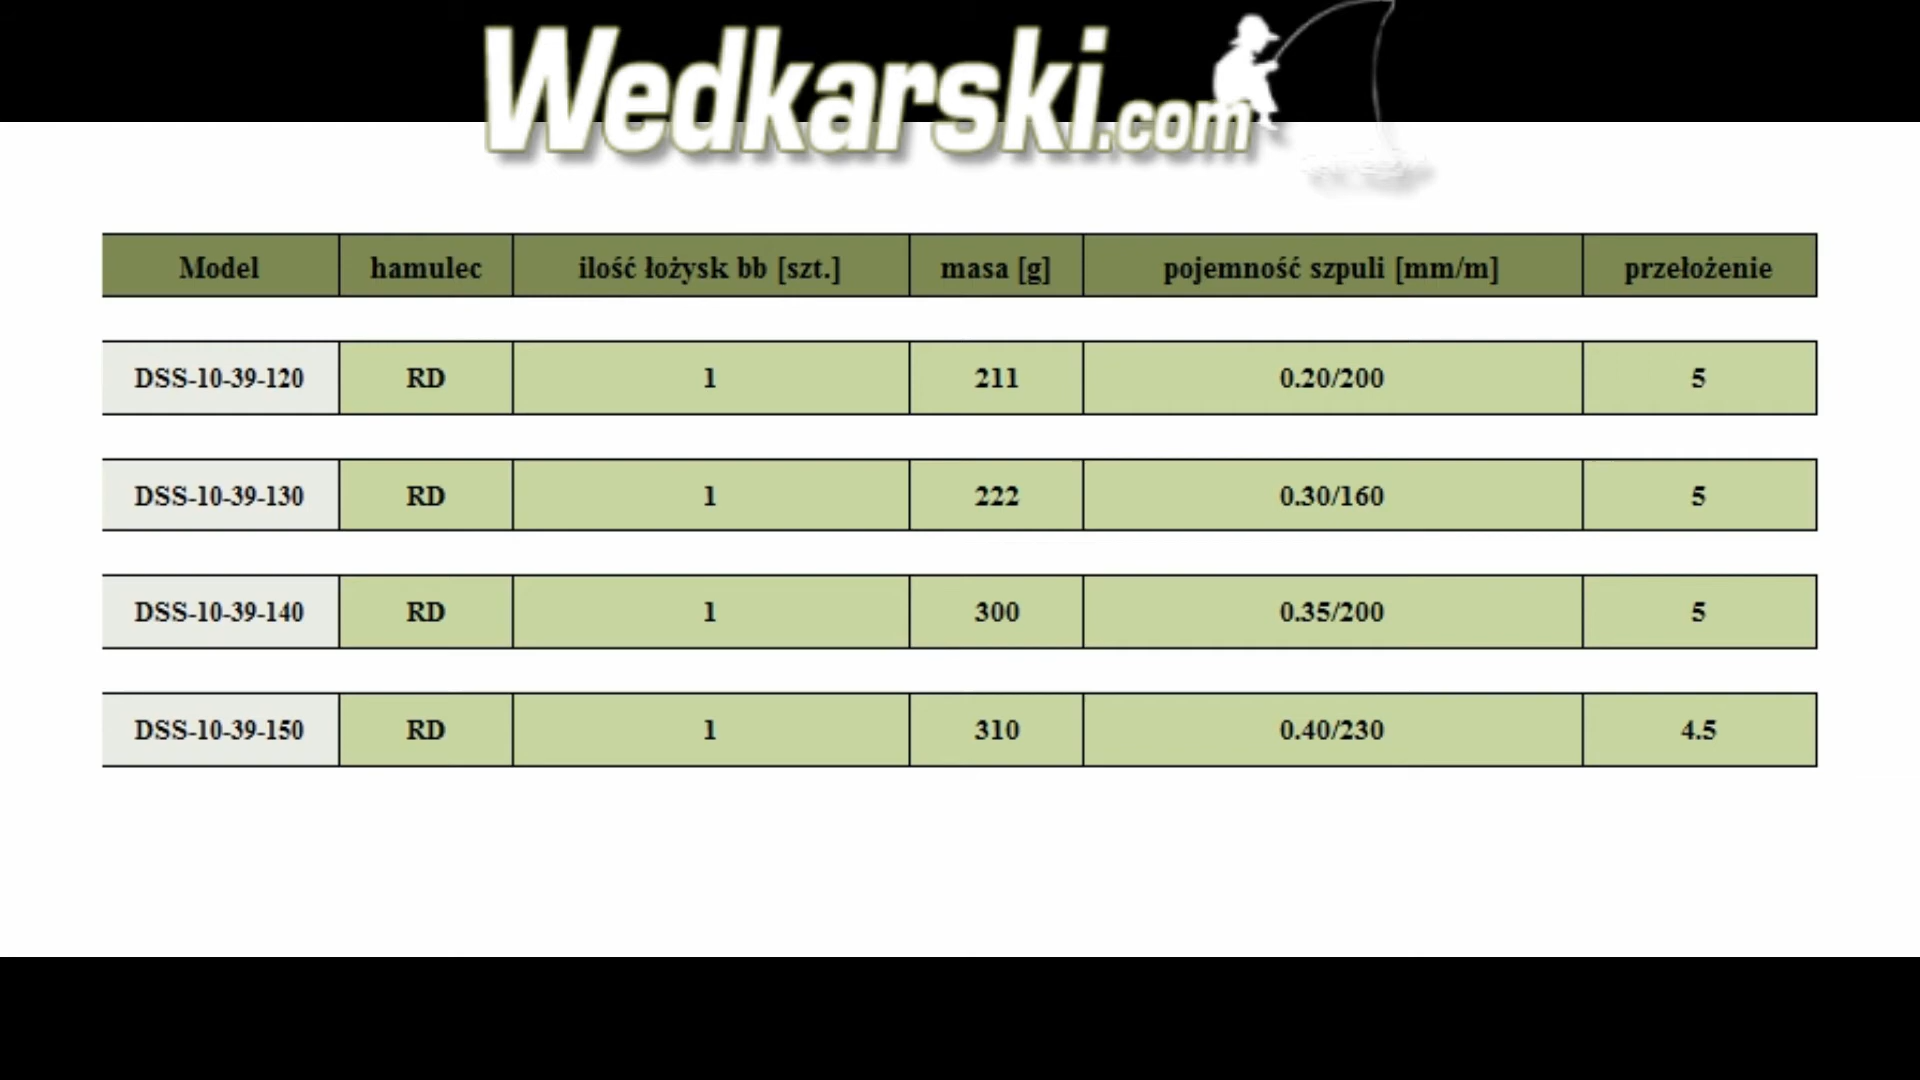 Wedkarski.com
Model hamulec ilość łożysk bb [szt.] masa [g] pojemność szpuli [mm/m] przełożenie
DSS-10-39-120 RD 1 211 0.20/200 5
DSS-10-39-130 RD 1 222 0.30/160 5
DSS-10-39-140 RD 1 300 0.35/200 5
DSS-10-39-150 RD 1 310 0.40/230 4.5